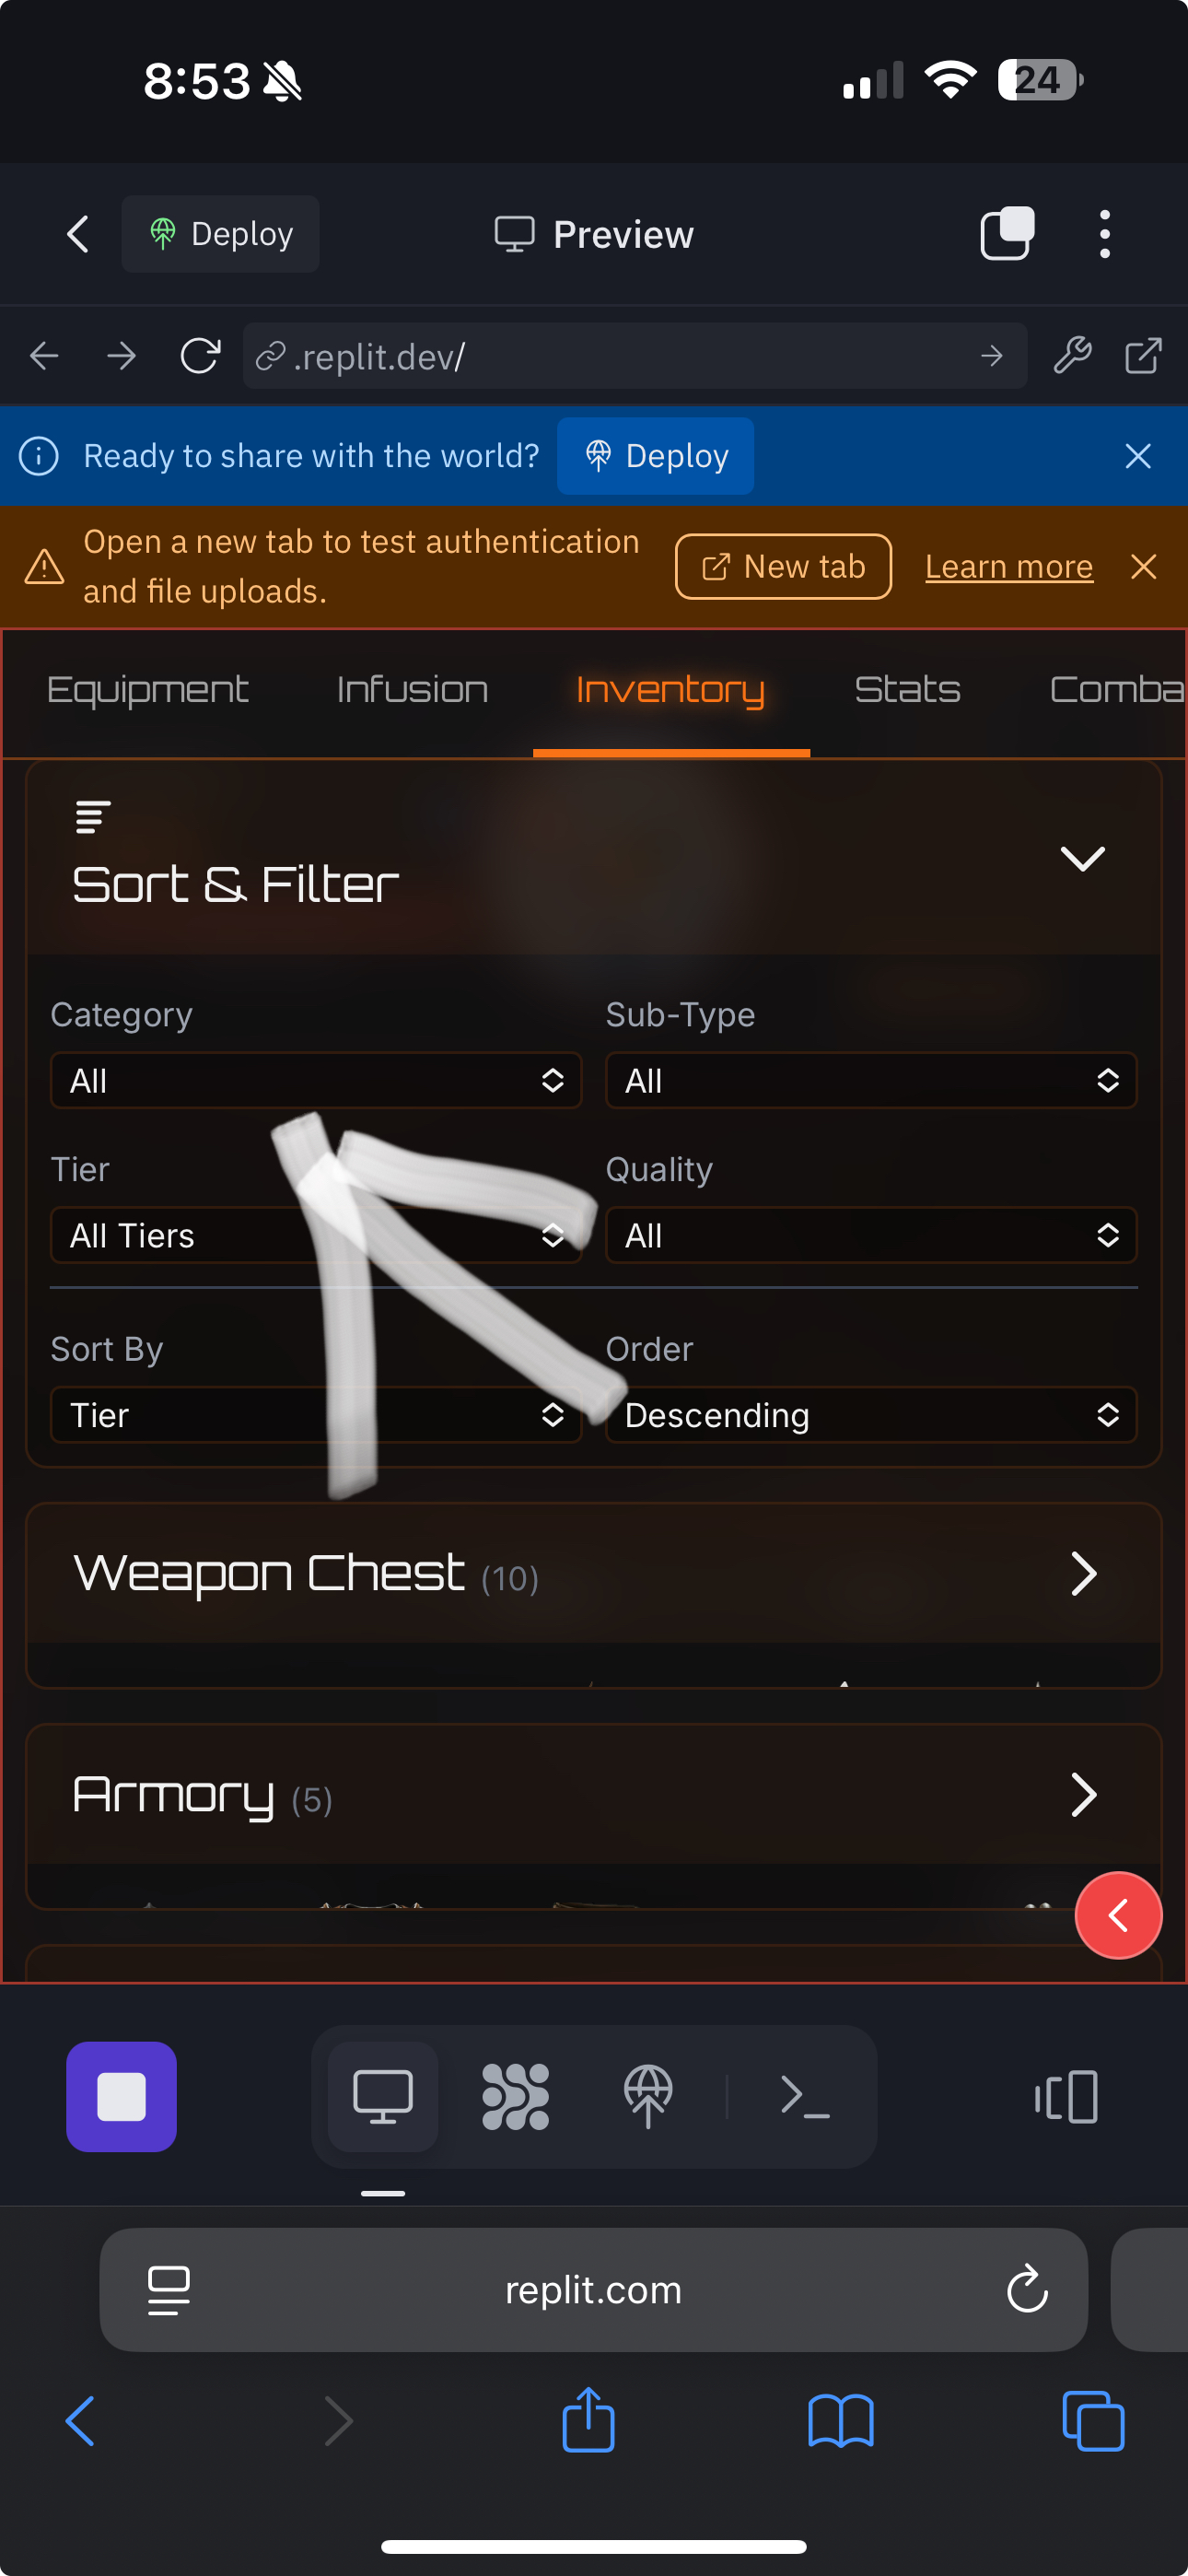 8:53
24
Deploy
Preview
.replit.dev/
Ready to share with the world?
Deploy
Open a new tab to test authentication
and file uploads.
New tab
Learn more
Equipment Infusion Inventory Stats Comba
Sort & Filter
Category Sub-Type
All All
Tier Quality
All Tiers All
Sort By Order
Tier Descending
Weapon Chest (10)
Armory (5)
replit.com